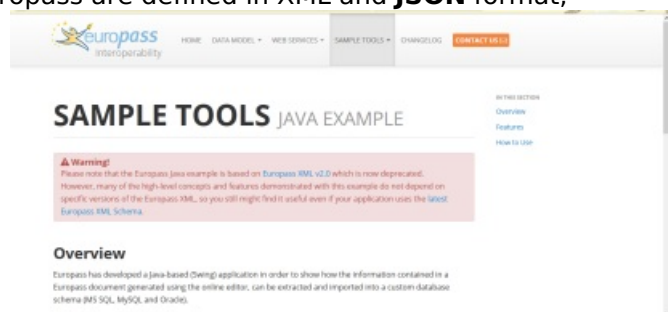 ropass are defined in XML and JSON format,
europass
interoperability
HOME DATA MODEL WEB SERVICES SAMPLE TOOLS CHANGELOG CONTACT US
SAMPLE TOOLS JAVA EXAMPLE
IN THIS SECTION
Overview
Features
How to Use
Warning!
Please note that the Europass Java example is based on Europass XML v2.0 which is now deprecated.
However, many of the high-level concepts and features demonstrated with this example do not depend on
specific versions of the Europass XML, so you still might find it useful even if your application uses the latest
Europass XML Schema.
Overview
Europass has developed a Java-based (Swing) application in order to show how the information contained in a
Europass document generated using the online editor, can be extracted and imported into a custom database
schema (MS SQL, MySQL and Oracle).